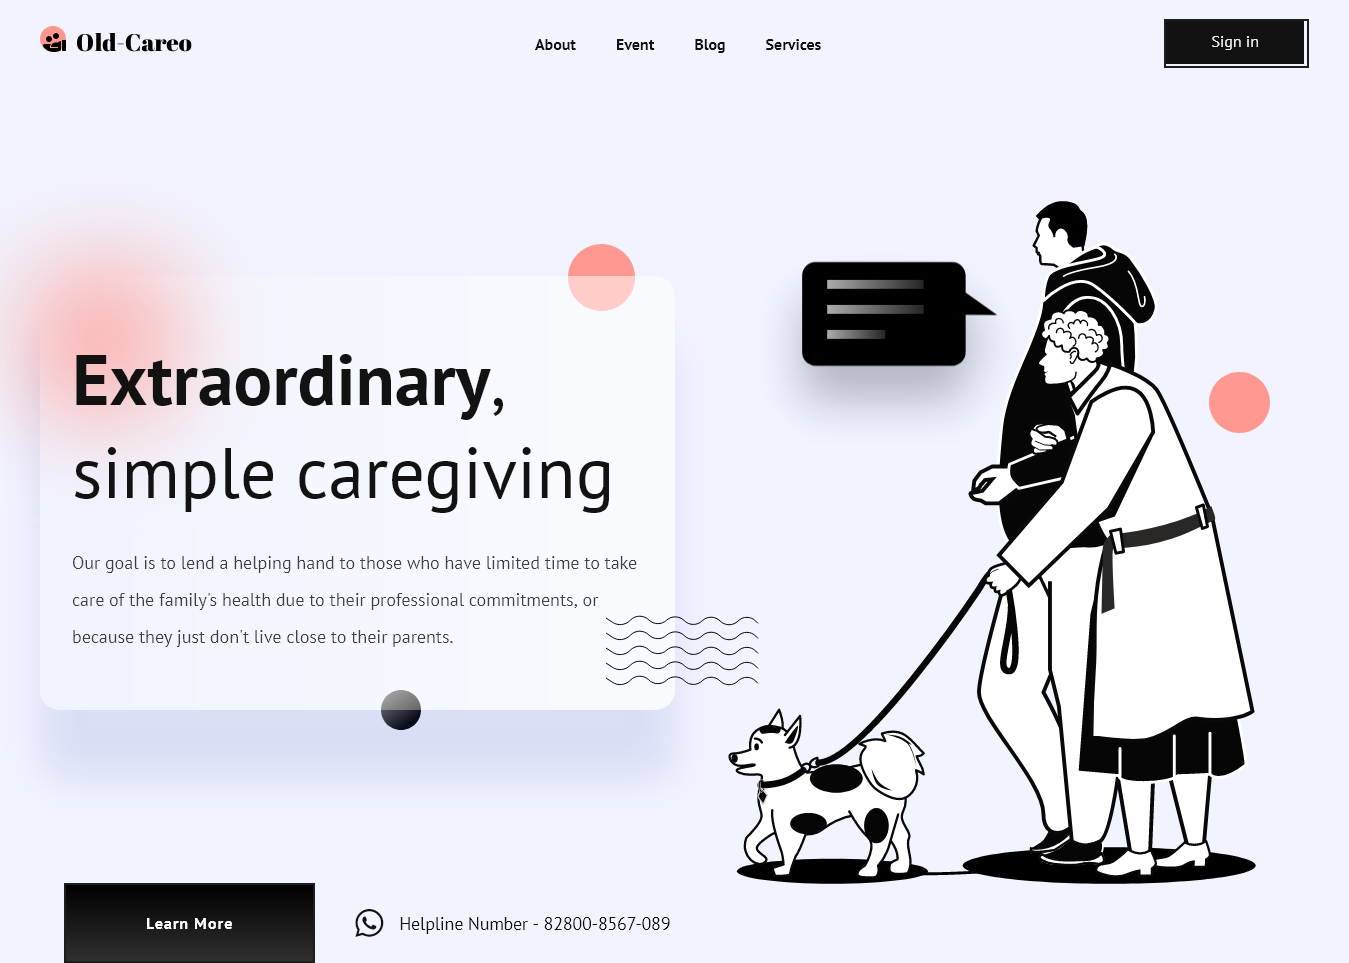 Old-Careo
About Event Blog Services
Sign in
Extraordinary,
simple caregiving
Our goal is to lend a helping hand to those who have limited time to take
care of the family's health due to their professional commitments, or
because they just don't live close to their parents.
Learn More
Helpline Number - 82800-8567-089